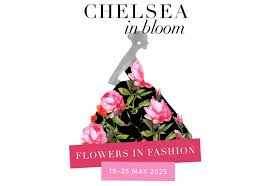 CHELSEA
in bloom
FLOWERS IN FASHION
19–25 MAY 2025